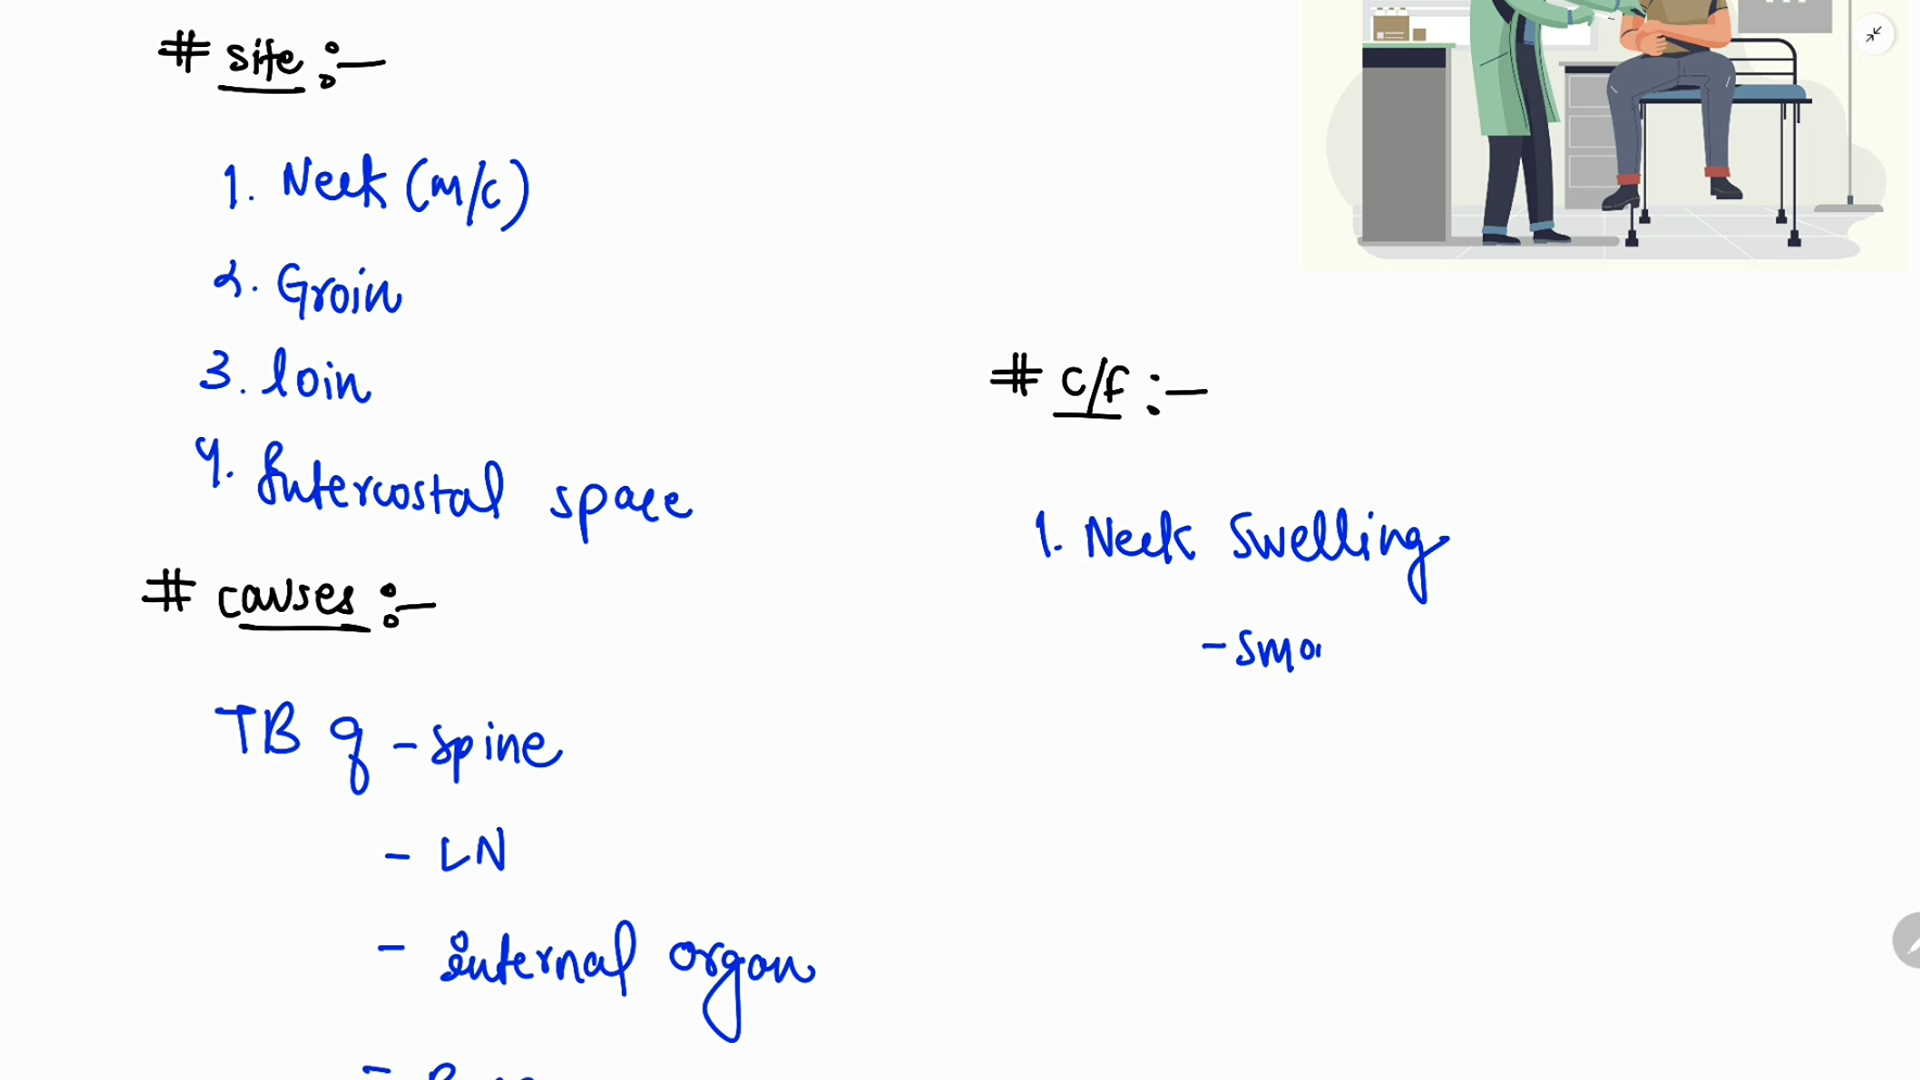 # site :-
1. Neck (m/c)
2. Groin
3. loin
4. Intercostal space
# causes :-
TB of - spine
- LN
- internal organ
# c/f :-
1. Neck Swelling
- smo